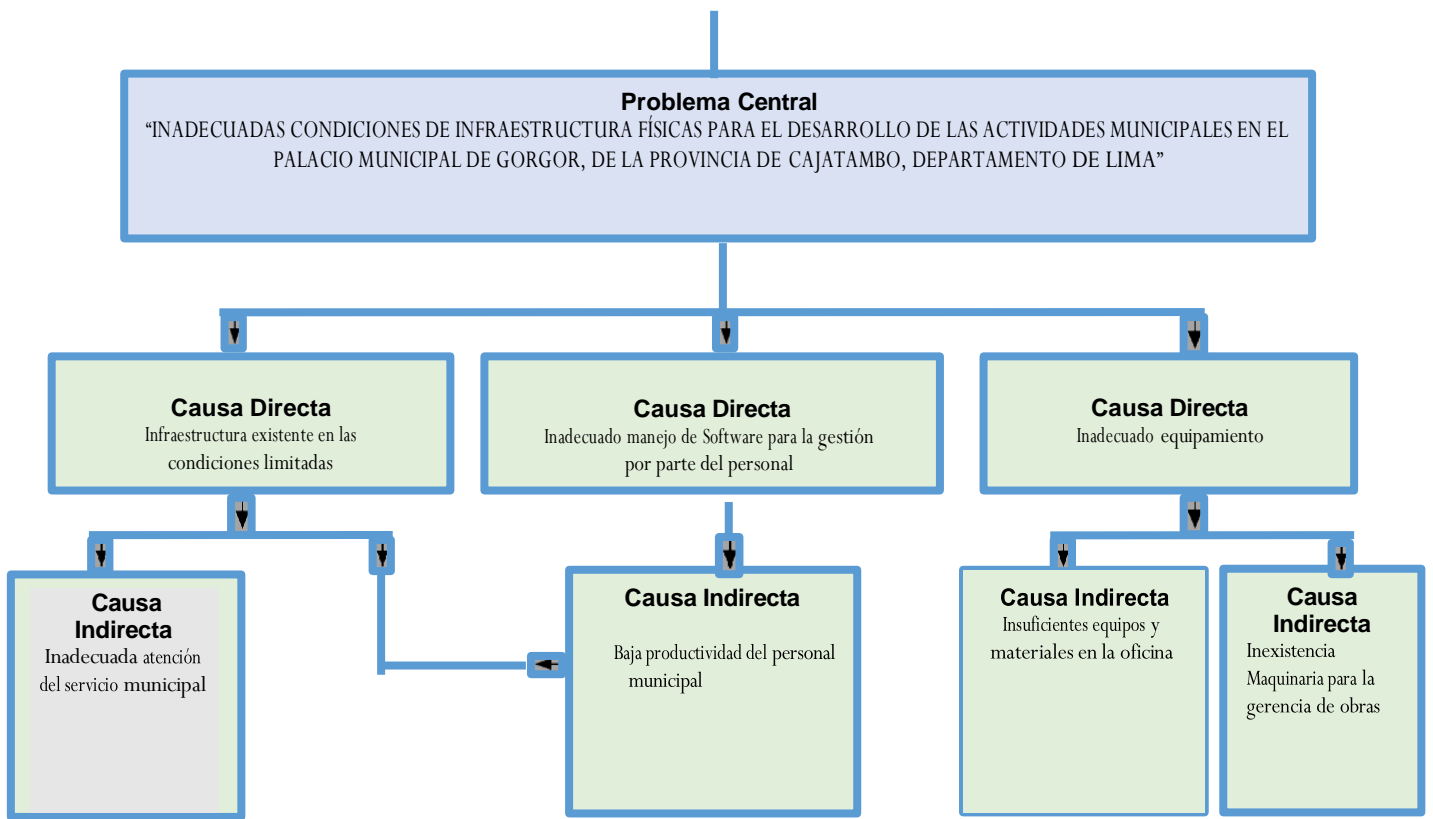 Problema Central
“INADECUADAS CONDICIONES DE INFRAESTRUCTURA FÍSICAS PARA EL DESARROLLO DE LAS ACTIVIDADES MUNICIPALES EN EL
PALACIO MUNICIPAL DE GORGOR, DE LA PROVINCIA DE CAJATAMBO, DEPARTAMENTO DE LIMA”
Causa Directa
Infraestructura existente en las
condiciones limitadas
Causa Directa
Inadecuado manejo de Software para la gestión
por parte del personal
Causa Directa
Inadecuado equipamiento
Causa
Indirecta
Inadecuada atención
del servicio municipal
Causa Indirecta
Baja productividad del personal
municipal
Causa Indirecta
Insuficientes equipos y
materiales en la oficina
Causa
Indirecta
Inexistencia
Maquinaria para la
gerencia de obras